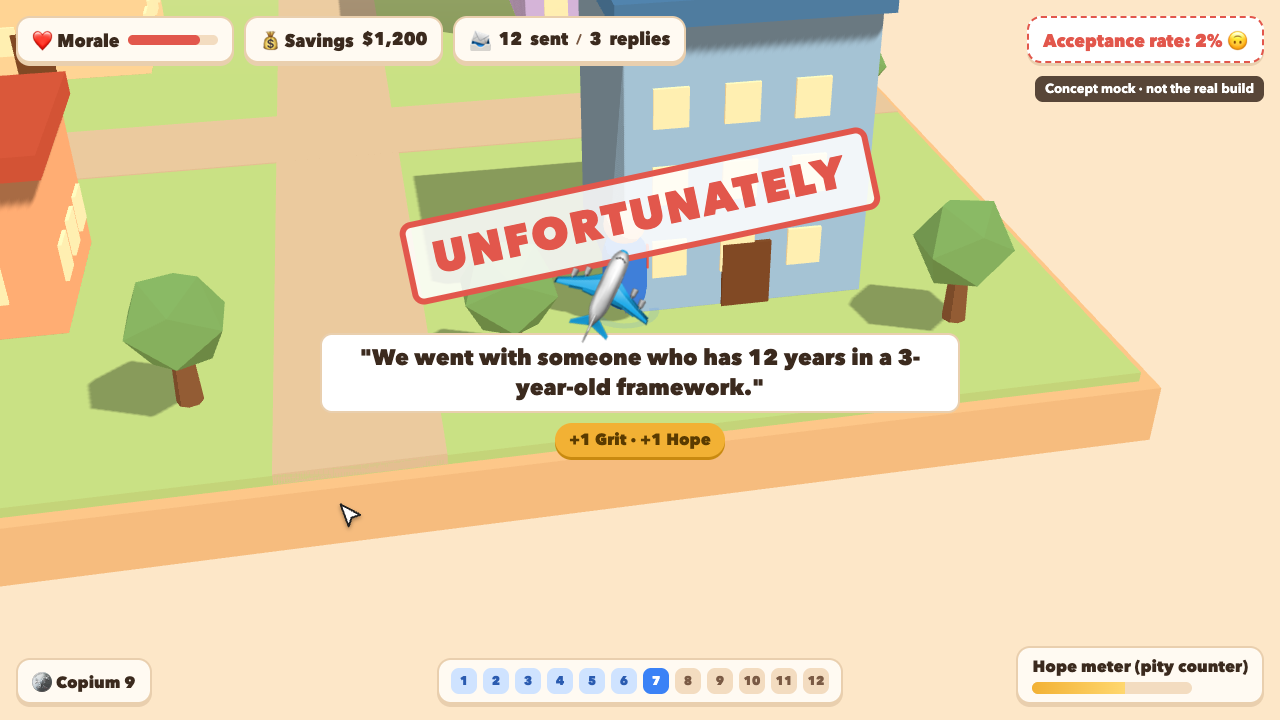 Morale
Savings $1,200
12 sent / 3 replies
Acceptance rate: 2%
Concept mock · not the real build
UNFORTUNATELY
"We went with someone who has 12 years in a 3-
year-old framework."
+1 Grit · +1 Hope
Copium 9
1 2 3 4 5 6 7 8 9 10 11 12
Hope meter (pity counter)